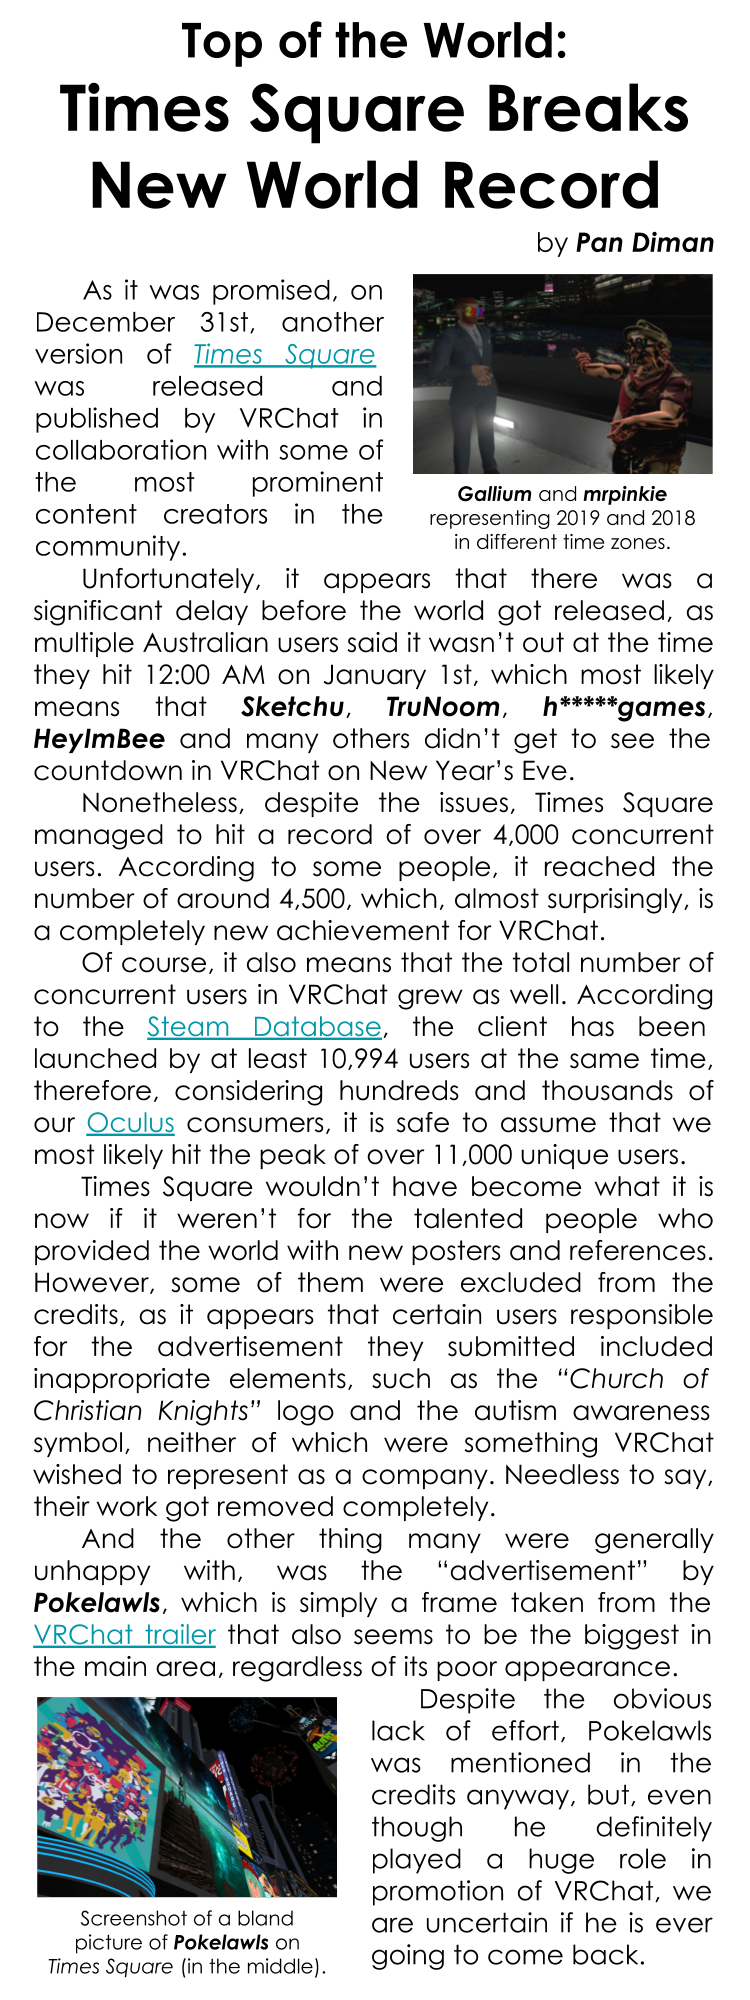 Top of the World:
Times Square Breaks
New World Record
by Pan Diman
As it was promised, on
December 31st, another
version of Times Square
was released and
published by VRChat in
collaboration with some of
the most prominent
content creators in the
community.
Gallium and mrpinkie
representing 2019 and 2018
in different time zones.
Unfortunately, it appears that there was a
significant delay before the world got released, as
multiple Australian users said it wasn't out at the time
they hit 12:00 AM on January 1st, which most likely
means that Sketchu, TruNoom, h*****games,
HeyImBee and many others didn't get to see the
countdown in VRChat on New Year's Eve.
Nonetheless, despite the issues, Times Square
managed to hit a record of over 4,000 concurrent
users. According to some people, it reached the
number of around 4,500, which, almost surprisingly, is
a completely new achievement for VRChat.
Of course, it also means that the total number of
concurrent users in VRChat grew as well. According
to the Steam Database, the client has been
launched by at least 10,994 users at the same time,
therefore, considering hundreds and thousands of
our Oculus consumers, it is safe to assume that we
most likely hit the peak of over 11,000 unique users.
Times Square wouldn't have become what it is
now if it weren't for the talented people who
provided the world with new posters and references.
However, some of them were excluded from the
credits, as it appears that certain users responsible
for the advertisement they submitted included
inappropriate elements, such as the "Church of
Christian Knights" logo and the autism awareness
symbol, neither of which were something VRChat
wished to represent as a company. Needless to say,
their work got removed completely.
And the other thing many were generally
unhappy with, was the "advertisement" by
Pokelawls, which is simply a frame taken from the
VRChat trailer that also seems to be the biggest in
the main area, regardless of its poor appearance.
Despite the obvious
lack of effort, Pokelawls
was mentioned in the
credits anyway, but, even
though he definitely
played a huge role in
promotion of VRChat, we
are uncertain if he is ever
going to come back.
Screenshot of a bland
picture of Pokelawls on
Times Square (in the middle).